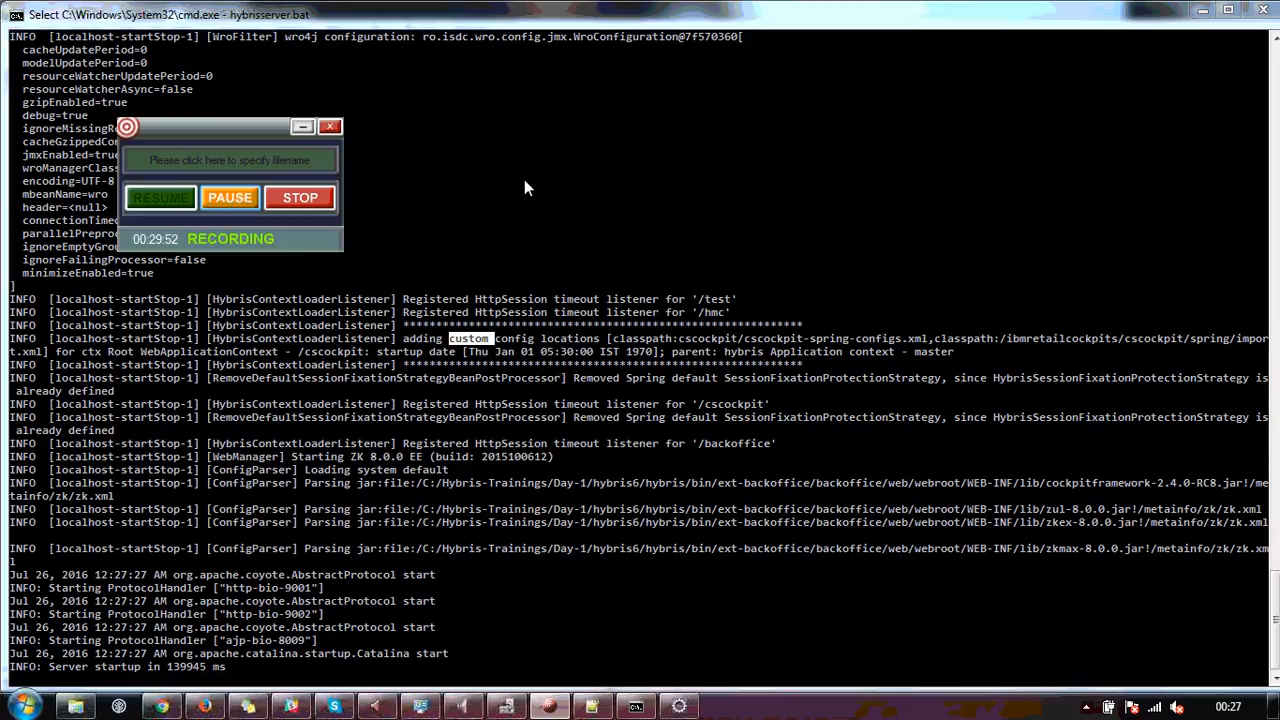 Select C:\Windows\System32\cmd.exe - hybrisserver.bat
INFO [localhost-startStop-1] [WroFilter] wro4j configuration: ro.isdc.wro.config.jmx.WroConfiguration@7f570360[
cacheUpdatePeriod=0
modelUpdatePeriod=0
resourceWatcherUpdatePeriod=0
resourceWatcherAsync=false
gzipEnabled=true
debug=true
ignoreMissingRe
cacheGzippedCon
jmxEnabled=true
wroManagerClass
encoding=UTF-8
mbeanName=wro
header=<null>
connectionTimeo
parallelPreproc
ignoreEmptyGrou
ignoreFailingProcessor=false
minimizeEnabled=true
]
Please click here to specify filename
RESUME PAUSE STOP
00:29:52 RECORDING
INFO [localhost-startStop-1] [HybrisContextLoaderListener] Registered HttpSession timeout listener for '/test'
INFO [localhost-startStop-1] [HybrisContextLoaderListener] Registered HttpSession timeout listener for '/hmc'
INFO [localhost-startStop-1] [HybrisContextLoaderListener] *************************************************************
INFO [localhost-startStop-1] [HybrisContextLoaderListener] adding custom config locations [classpath:cscockpit/cscockpit-spring-configs.xml,classpath:/ibmretailcockpits/cscockpit/spring/impor
t.xml] for ctx Root WebApplicationContext - /cscockpit: startup date [Thu Jan 01 05:30:00 IST 1970]; parent: hybris Application context - master
INFO [localhost-startStop-1] [HybrisContextLoaderListener] *************************************************************
INFO [localhost-startStop-1] [RemoveDefaultSessionFixationStrategyBeanPostProcessor] Removed Spring default SessionFixationProtectionStrategy, since HybrisSessionFixationProtectionStrategy is
already defined
INFO [localhost-startStop-1] [HybrisContextLoaderListener] Registered HttpSession timeout listener for '/cscockpit'
INFO [localhost-startStop-1] [RemoveDefaultSessionFixationStrategyBeanPostProcessor] Removed Spring default SessionFixationProtectionStrategy, since HybrisSessionFixationProtectionStrategy is
already defined
INFO [localhost-startStop-1] [HybrisContextLoaderListener] Registered HttpSession timeout listener for '/backoffice'
INFO [localhost-startStop-1] [WebManager] Starting ZK 8.0.0 EE (build: 2015100612)
INFO [localhost-startStop-1] [ConfigParser] Loading system default
INFO [localhost-startStop-1] [ConfigParser] Parsing jar:file:/C:/Hybris-Trainings/Day-1/hybris6/hybris/bin/ext-backoffice/backoffice/web/webroot/WEB-INF/lib/cockpitframework-2.4.0-RC8.jar!/me
tainfo/zk/zk.xml
INFO [localhost-startStop-1] [ConfigParser] Parsing jar:file:/C:/Hybris-Trainings/Day-1/hybris6/hybris/bin/ext-backoffice/backoffice/web/webroot/WEB-INF/lib/zul-8.0.0.jar!/metainfo/zk/zk.xml
INFO [localhost-startStop-1] [ConfigParser] Parsing jar:file:/C:/Hybris-Trainings/Day-1/hybris6/hybris/bin/ext-backoffice/backoffice/web/webroot/WEB-INF/lib/zkex-8.0.0.jar!/metainfo/zk/zk.xml
INFO [localhost-startStop-1] [ConfigParser] Parsing jar:file:/C:/Hybris-Trainings/Day-1/hybris6/hybris/bin/ext-backoffice/backoffice/web/webroot/WEB-INF/lib/zkmax-8.0.0.jar!/metainfo/zk/zk.xm
l
Jul 26, 2016 12:27:27 AM org.apache.coyote.AbstractProtocol start
INFO: Starting ProtocolHandler ["http-bio-9001"]
Jul 26, 2016 12:27:27 AM org.apache.coyote.AbstractProtocol start
INFO: Starting ProtocolHandler ["http-bio-9002"]
Jul 26, 2016 12:27:27 AM org.apache.coyote.AbstractProtocol start
INFO: Starting ProtocolHandler ["ajp-bio-8009"]
Jul 26, 2016 12:27:27 AM org.apache.catalina.startup.Catalina start
INFO: Server startup in 139945 ms
00:27